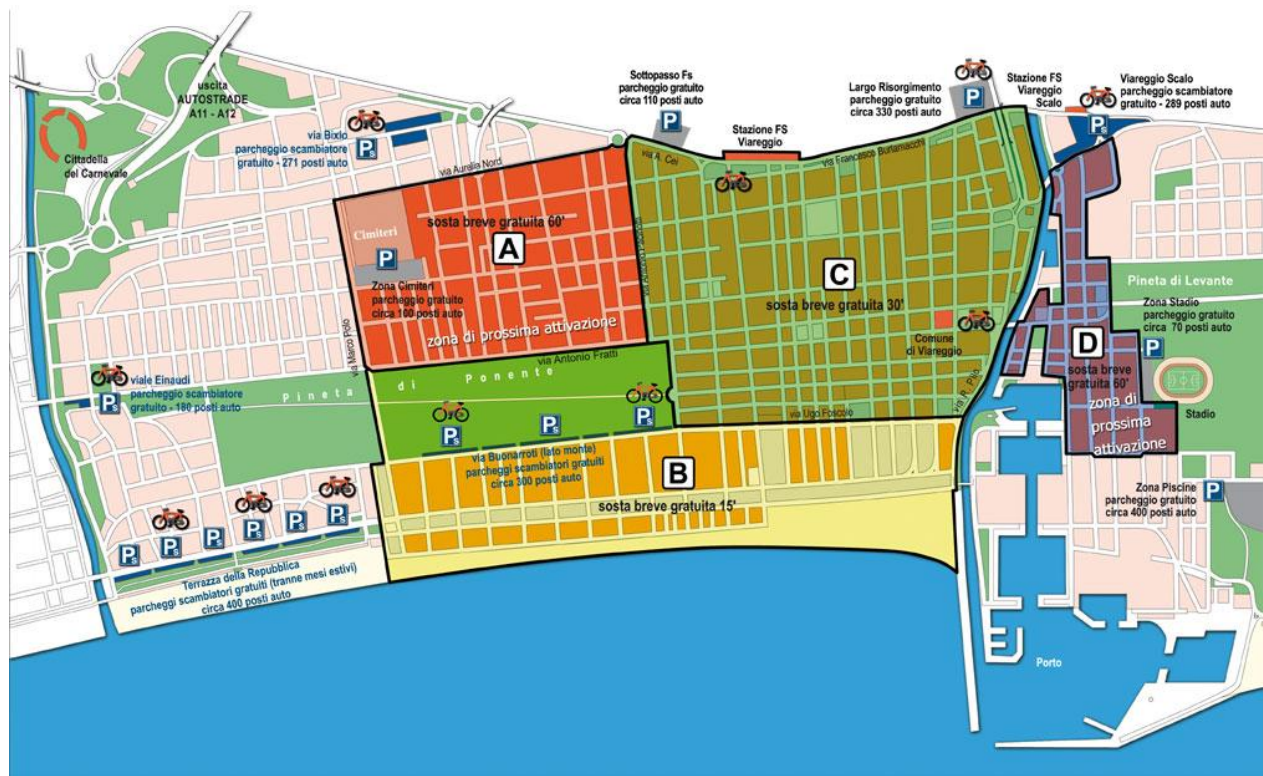 uscita
AUTOSTRADE
A11 - A12
Cittadella
del Carnevale
via Bixio
parcheggio scambiatore
gratuito - 271 posti auto
P
S
Sottopasso Fs
parcheggio gratuito
circa 110 posti auto
P
Stazione FS
Viareggio
Largo Risorgimento
parcheggio gratuito
circa 330 posti auto
P
Stazione FS
Viareggio
Scalo
Viareggio Scalo
parcheggio scambiatore
gratuito - 289 posti auto
P
S
via Aurelia Nord
via A. Cei
via Francesco Burlamacchi
Cimiteri
P
Zona Cimiteri
parcheggio gratuito
circa 100 posti auto
sosta breve gratuita 60'
A
zona di prossima attivazione
via Marco Polo
via Antonio Fratti
C
sosta breve gratuita 30'
Comune
di Viareggio
via R. Pilo
via Ugo Foscolo
Pineta di Levante
Zona Stadio
parcheggio gratuito
circa 70 posti auto
P
Stadio
D
sosta breve
gratuita 60'
zona di
prossima
attivazione
viale Einaudi
parcheggio scambiatore
gratuito - 180 posti auto
P
S
Pineta di Ponente
P
S
P
S
P
S
via Buonarroti (lato monte)
parcheggi scambiatori gratuiti
circa 300 posti auto
B
sosta breve gratuita 15'
Zona Piscine
parcheggio gratuito
circa 400 posti auto
P
P
S
P
S
P
S
P
S
P
S
P
S
Terrazza della Repubblica
parcheggi scambiatori gratuiti (tranne mesi estivi)
circa 400 posti auto
Porto